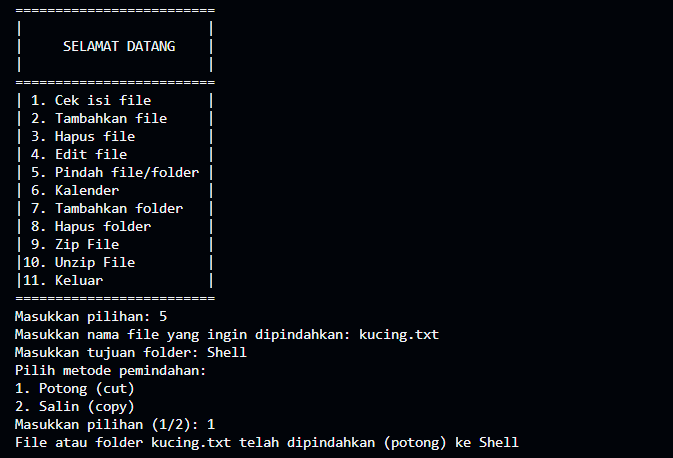 =========================
|                       |
|     SELAMAT DATANG    |
|                       |
=========================
| 1. Cek isi file       |
| 2. Tambahkan file     |
| 3. Hapus file         |
| 4. Edit file          |
| 5. Pindah file/folder |
| 6. Kalender           |
| 7. Tambahkan folder   |
| 8. Hapus folder       |
| 9. Zip File           |
|10. Unzip File         |
|11. Keluar             |
=========================
Masukkan pilihan: 5
Masukkan nama file yang ingin dipindahkan: kucing.txt
Masukkan tujuan folder: Shell
Pilih metode pemindahan:
1. Potong (cut)
2. Salin (copy)
Masukkan pilihan (1/2): 1
File atau folder kucing.txt telah dipindahkan (potong) ke Shell